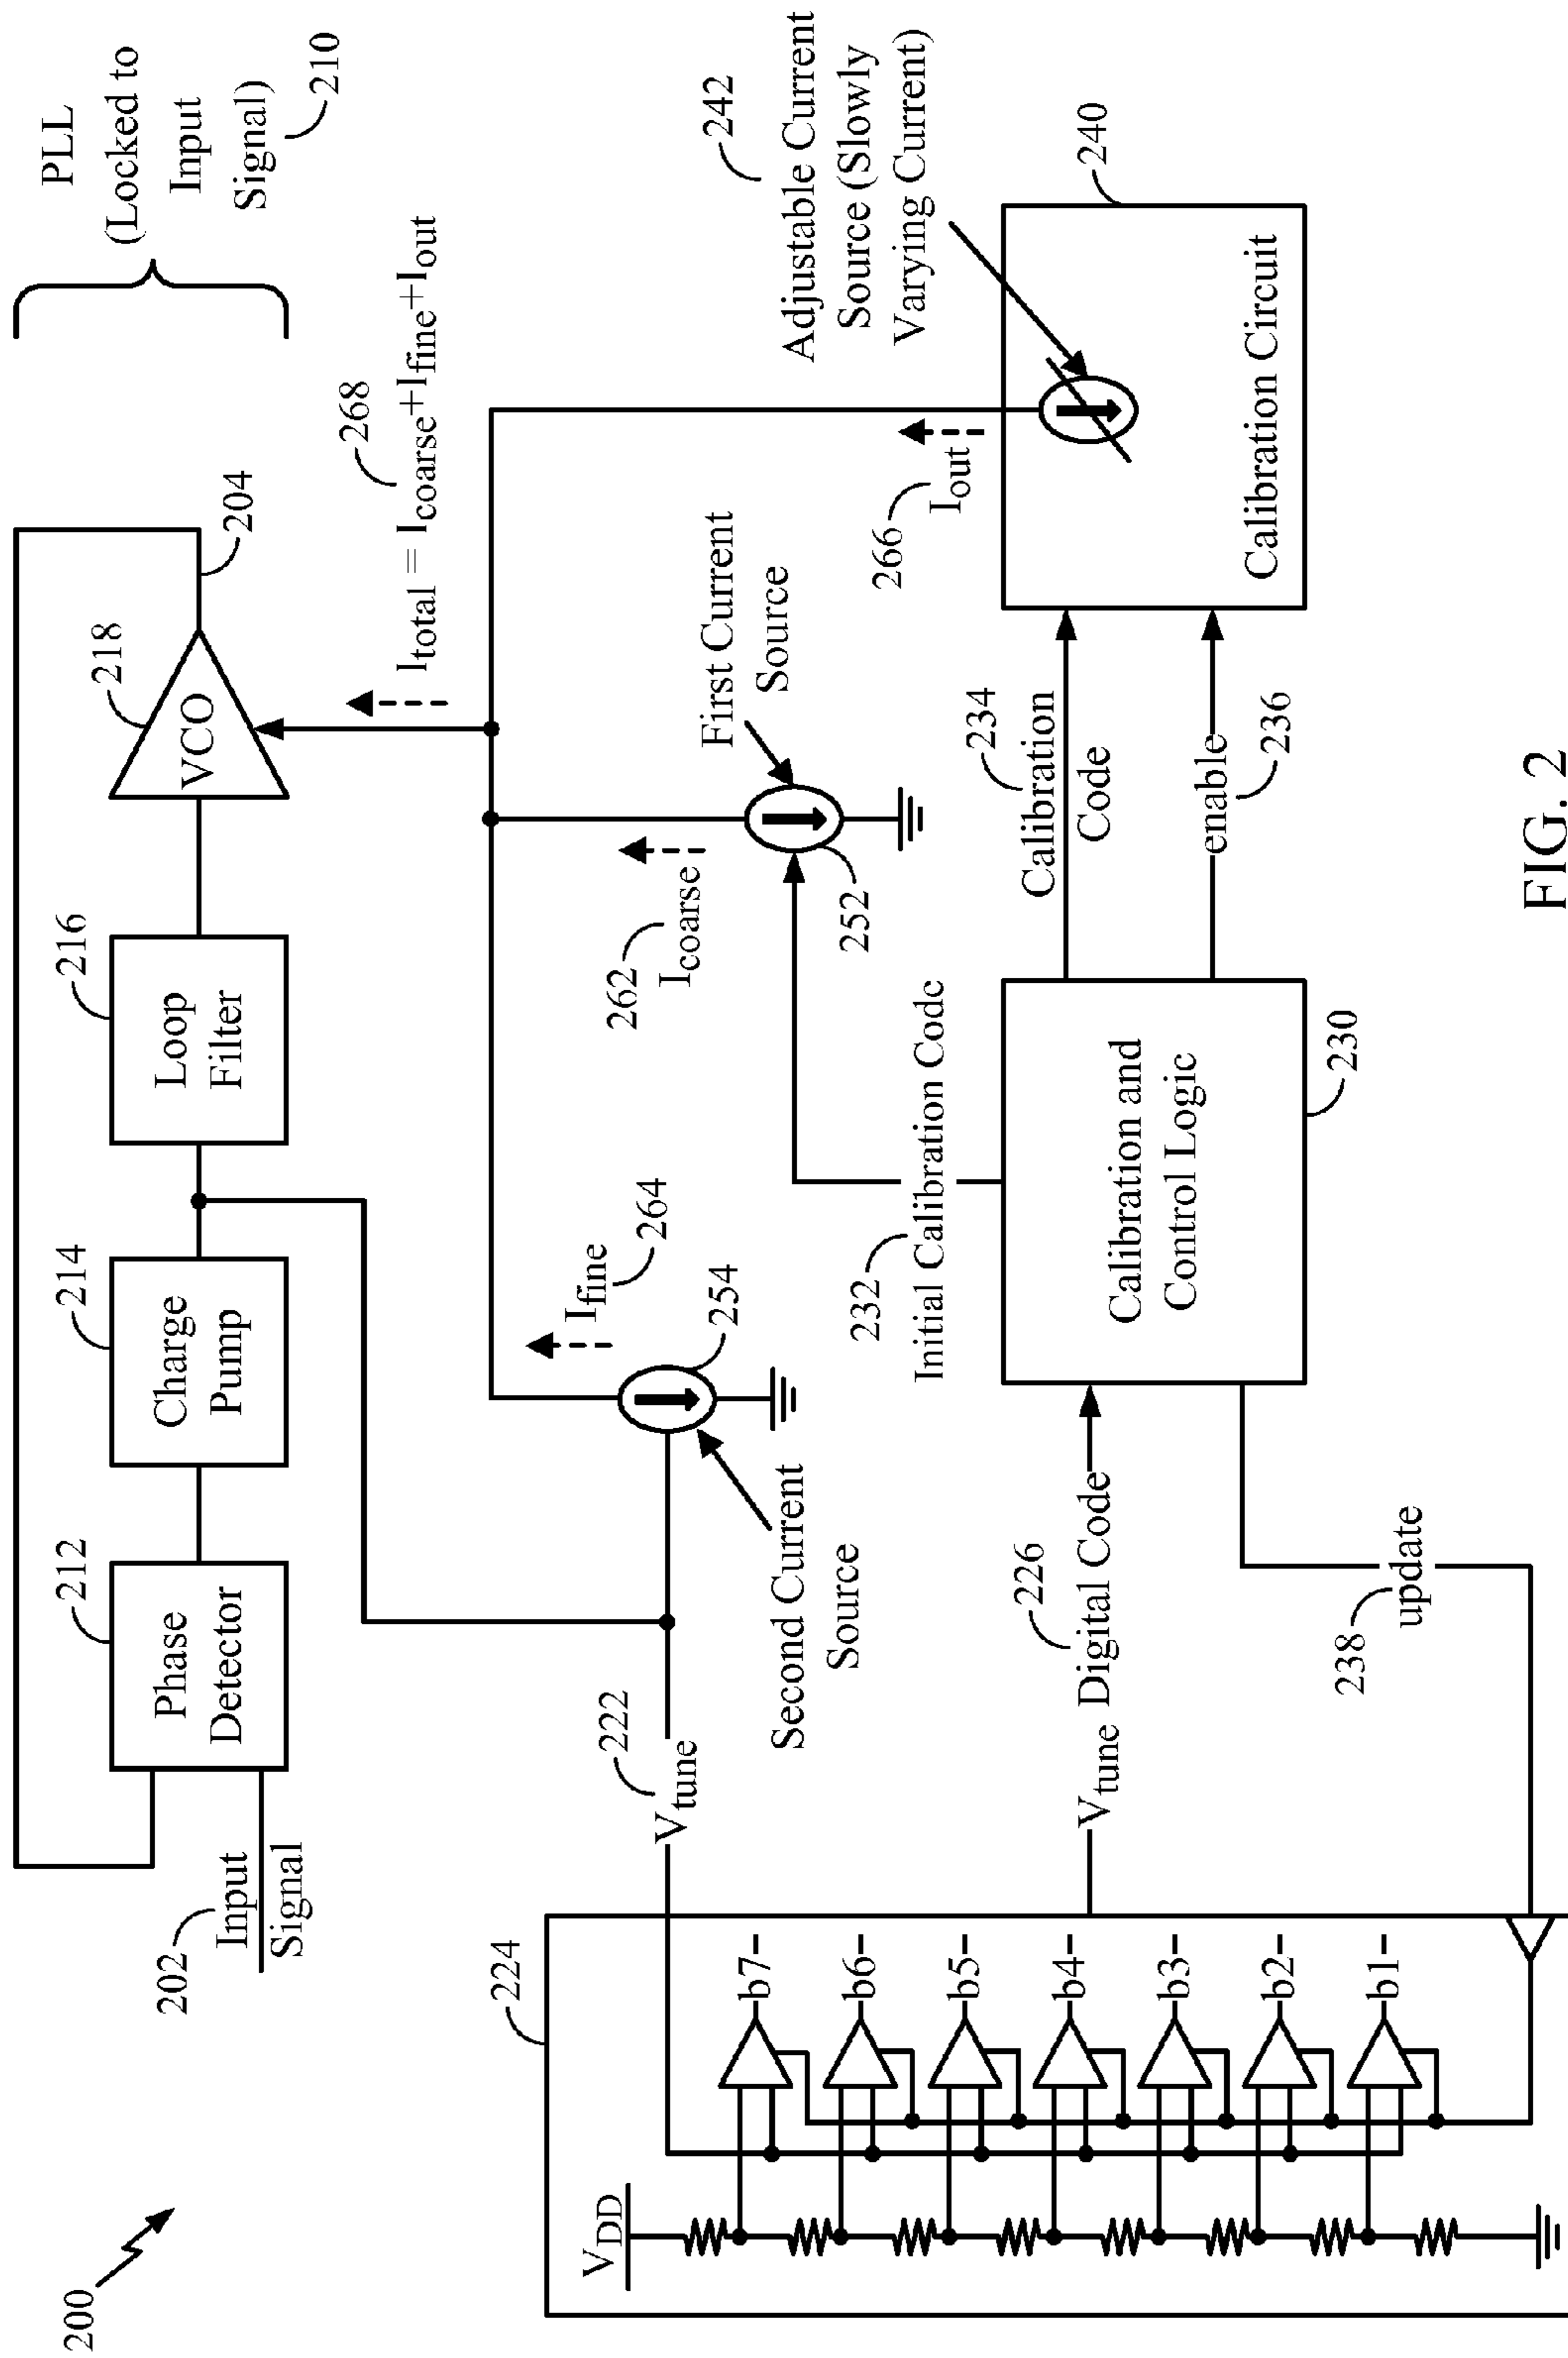 200
202
Input
Signal
212
Phase
Detector
214
Charge
Pump
216
Loop
Filter
218
VCO
204
PLL
(Locked to
Input
Signal)
210
268
Itotal = Icoarse+Ifine+Iout
222
Vtune
Ifine
264
254
Second Current
Source
262
Icoarse
252
First Current
Source
266
Iout
242
Adjustable Current
Source (Slowly
Varying Current)
224
VDD
b7
b6
b5
b4
b3
b2
b1
226
Vtune Digital Code
238
update
232
Initial Calibration Code
Calibration and
Control Logic
230
234
Calibration
Code
enable
236
240
Calibration Circuit
FIG. 2